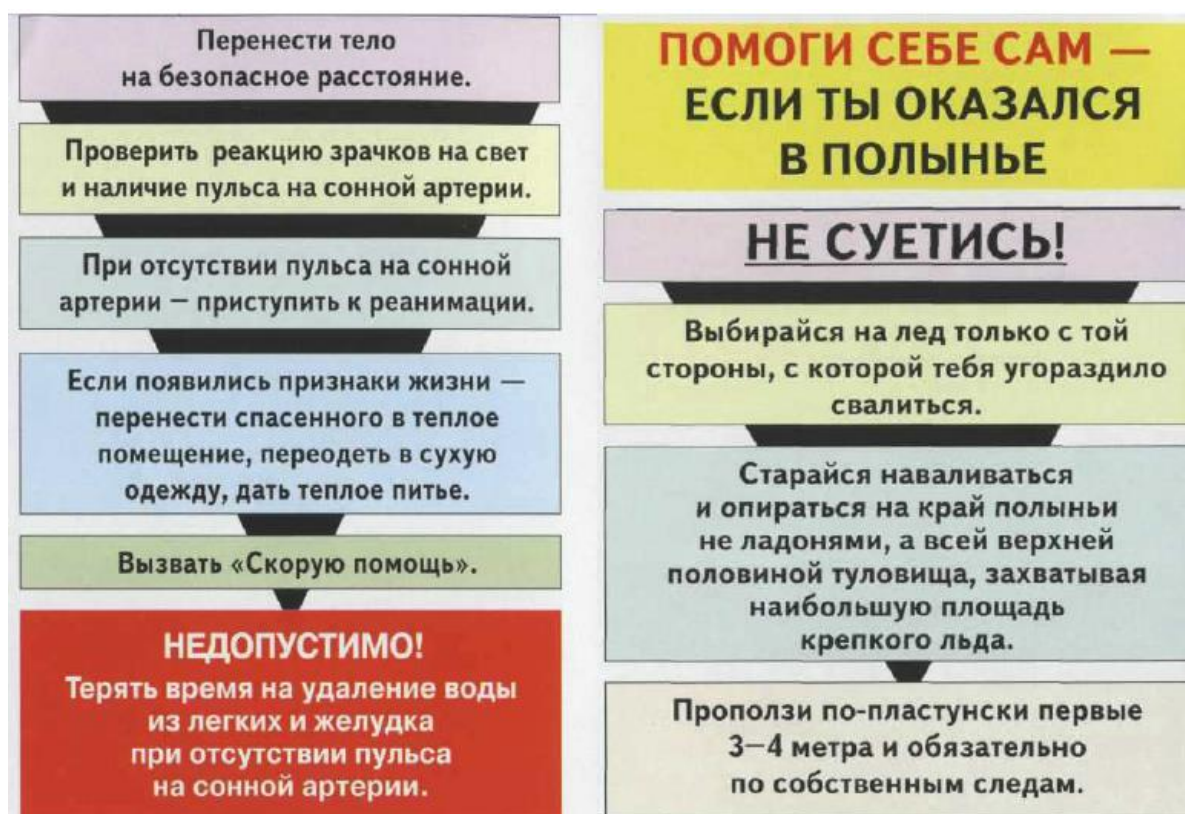 Перенести тело
на безопасное расстояние.
Проверить реакцию зрачков на свет
и наличие пульса на сонной артерии.
При отсутствии пульса на сонной
артерии — приступить к реанимации.
Если появились признаки жизни —
перенести спасенного в теплое
помещение, переодеть в сухую
одежду, дать теплое питье.
Вызвать «Скорую помощь».
НЕДОПУСТИМО!
Терять время на удаление воды
из легких и желудка
при отсутствии пульса
на сонной артерии.
ПОМОГИ СЕБЕ САМ —
ЕСЛИ ТЫ ОКАЗАЛСЯ
В ПОЛЫНЬЕ
НЕ СУЕТИСЬ!
Выбирайся на лед только с той
стороны, с которой тебя угораздило
свалиться.
Старайся наваливаться
и опираться на край полыньи
не ладонями, а всей верхней
половиной туловища, захватывая
наибольшую площадь
крепкого льда.
Проползи по-пластунски первые
3—4 метра и обязательно
по собственным следам.